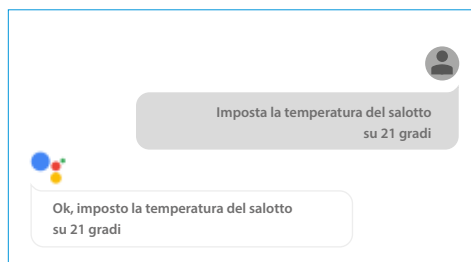 Imposta la temperatura del salotto
su 21 gradi
Ok, imposto la temperatura del salotto
su 21 gradi